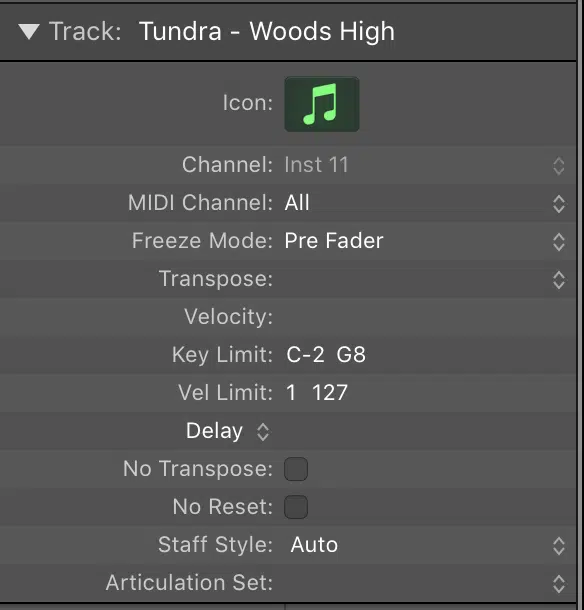 Track: Tundra - Woods High
Icon:
Channel: Inst 11
MIDI Channel: All
Freeze Mode: Pre Fader
Transpose:
Velocity:
Key Limit: C-2 G8
Vel Limit: 1 127
Delay
No Transpose:
No Reset:
Staff Style: Auto
Articulation Set: